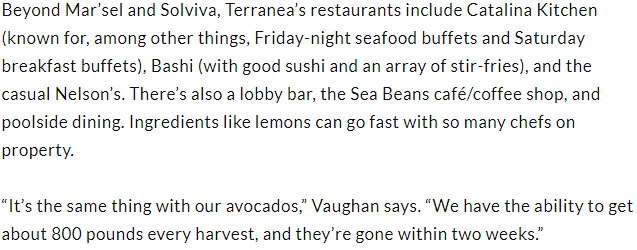 Beyond Mar’sel and Solviva, Terranea’s restaurants include Catalina Kitchen
(known for, among other things, Friday-night seafood buffets and Saturday
breakfast buffets), Bashi (with good sushi and an array of stir-fries), and the
casual Nelson’s. There’s also a lobby bar, the Sea Beans café/coffee shop, and
poolside dining. Ingredients like lemons can go fast with so many chefs on
property.
“It’s the same thing with our avocados,” Vaughan says. “We have the ability to get
about 800 pounds every harvest, and they’re gone within two weeks.”